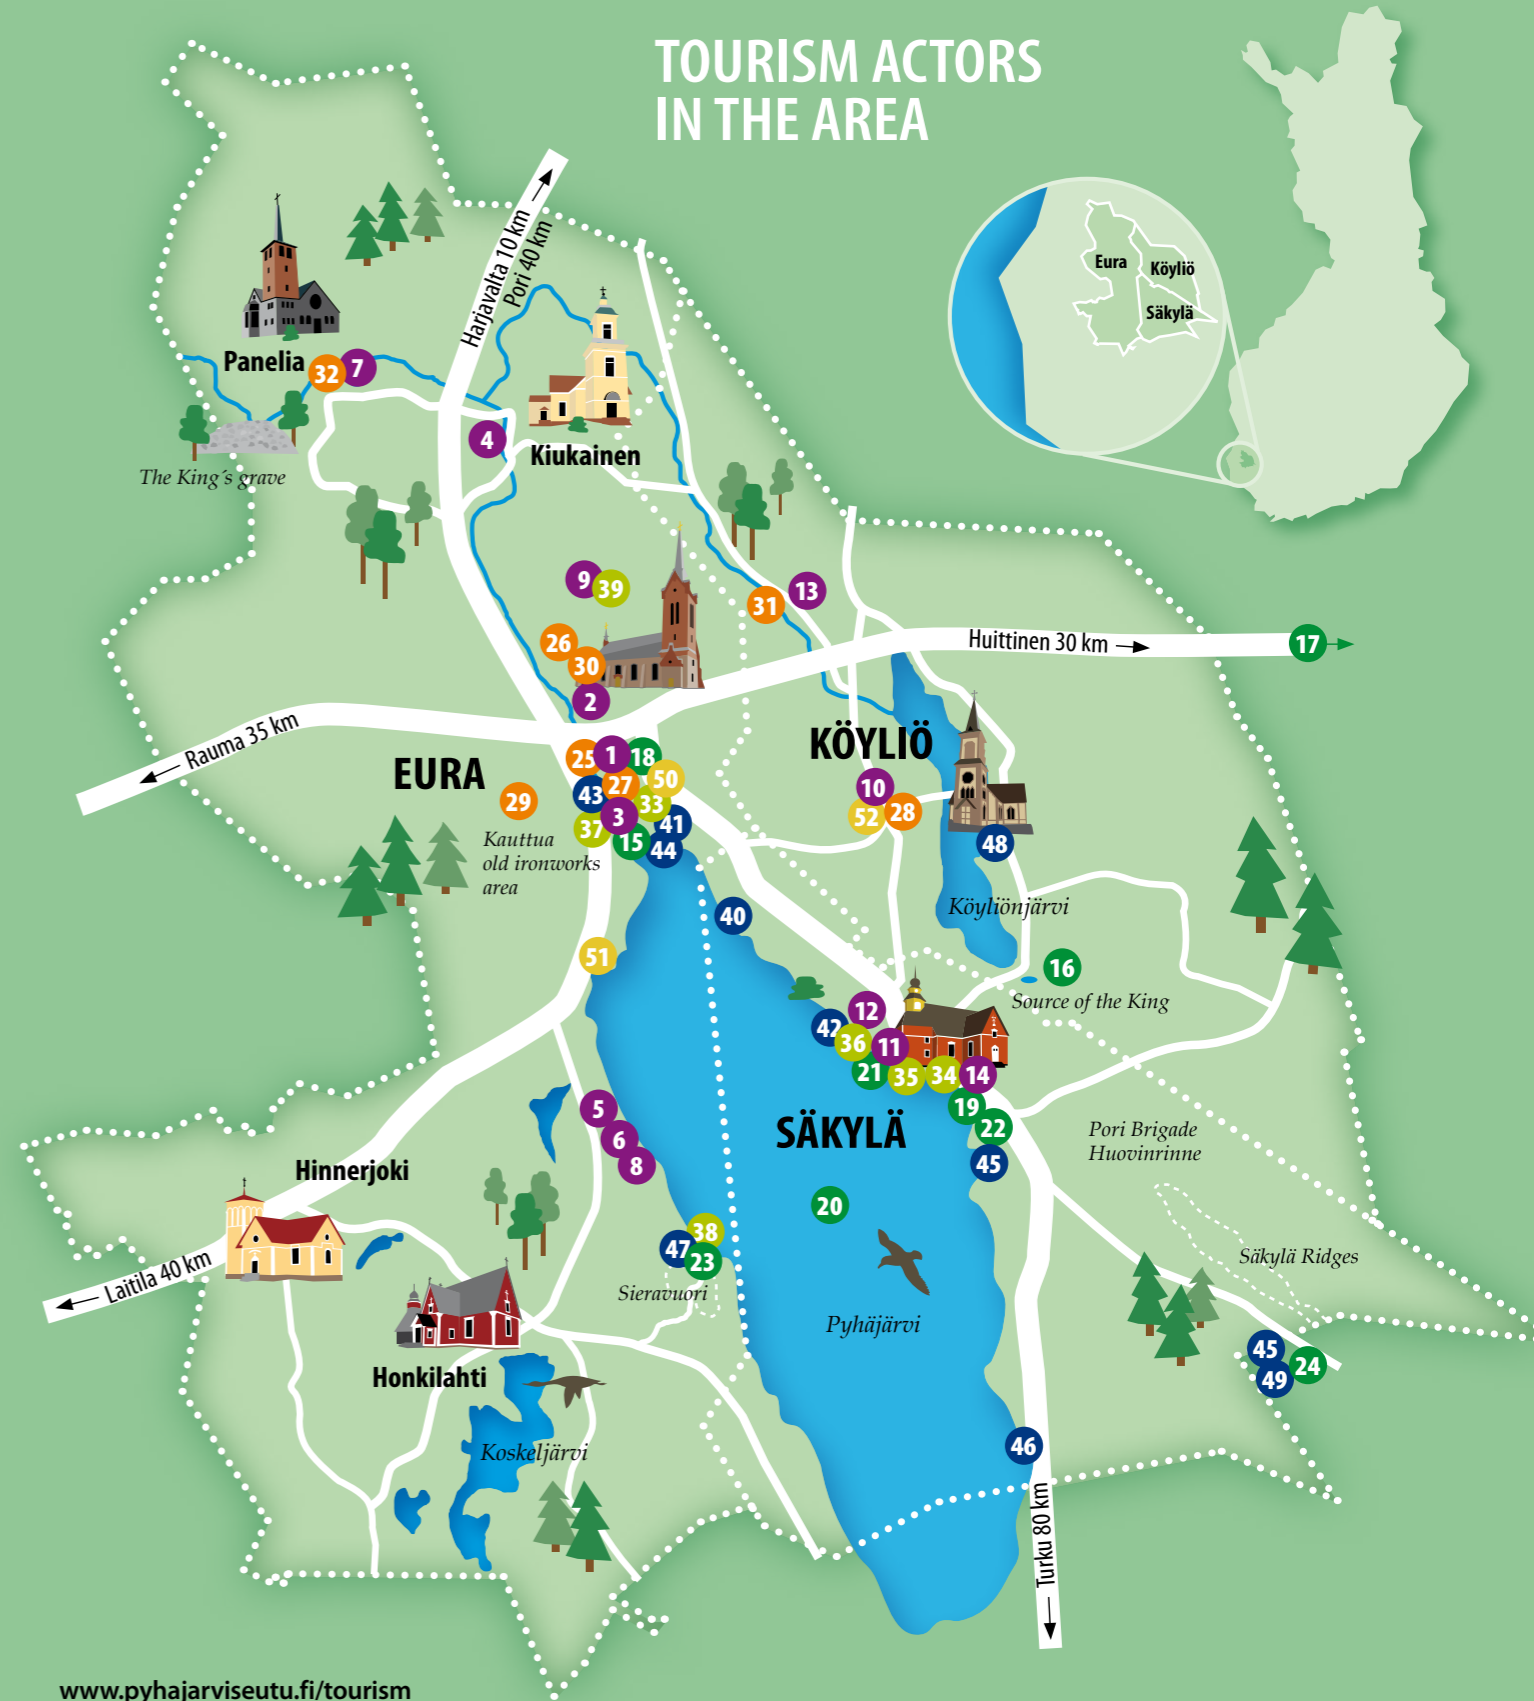 TOURISM ACTORS
IN THE AREA
Harjavalta 10 km
Pori 40 km
Eura
Köyliö
Säkylä
Panelia
32
7
4
Kiukainen
The King´s grave
9
39
31
13
26
30
2
Huittinen 30 km
17
Rauma 35 km
EURA
KÖYLIÖ
25
1
18
50
27
43
33
3
41
37
15
44
29
Kauttua
old ironworks
area
10
52
28
48
Köyliönjärvi
40
51
16
Source of the King
12
42
36
11
21
35
34
14
19
22
45
SÄKYLÄ
5
6
8
Pori Brigade
Huovinrinne
Hinnerjoki
20
38
47
23
Sieravuori
Säkylä Ridges
Laitila 40 km
Pyhäjärvi
45
24
49
Honkilahti
Koskeljärvi
46
Turku 80 km
www.pyhajarviseutu.fi/tourism